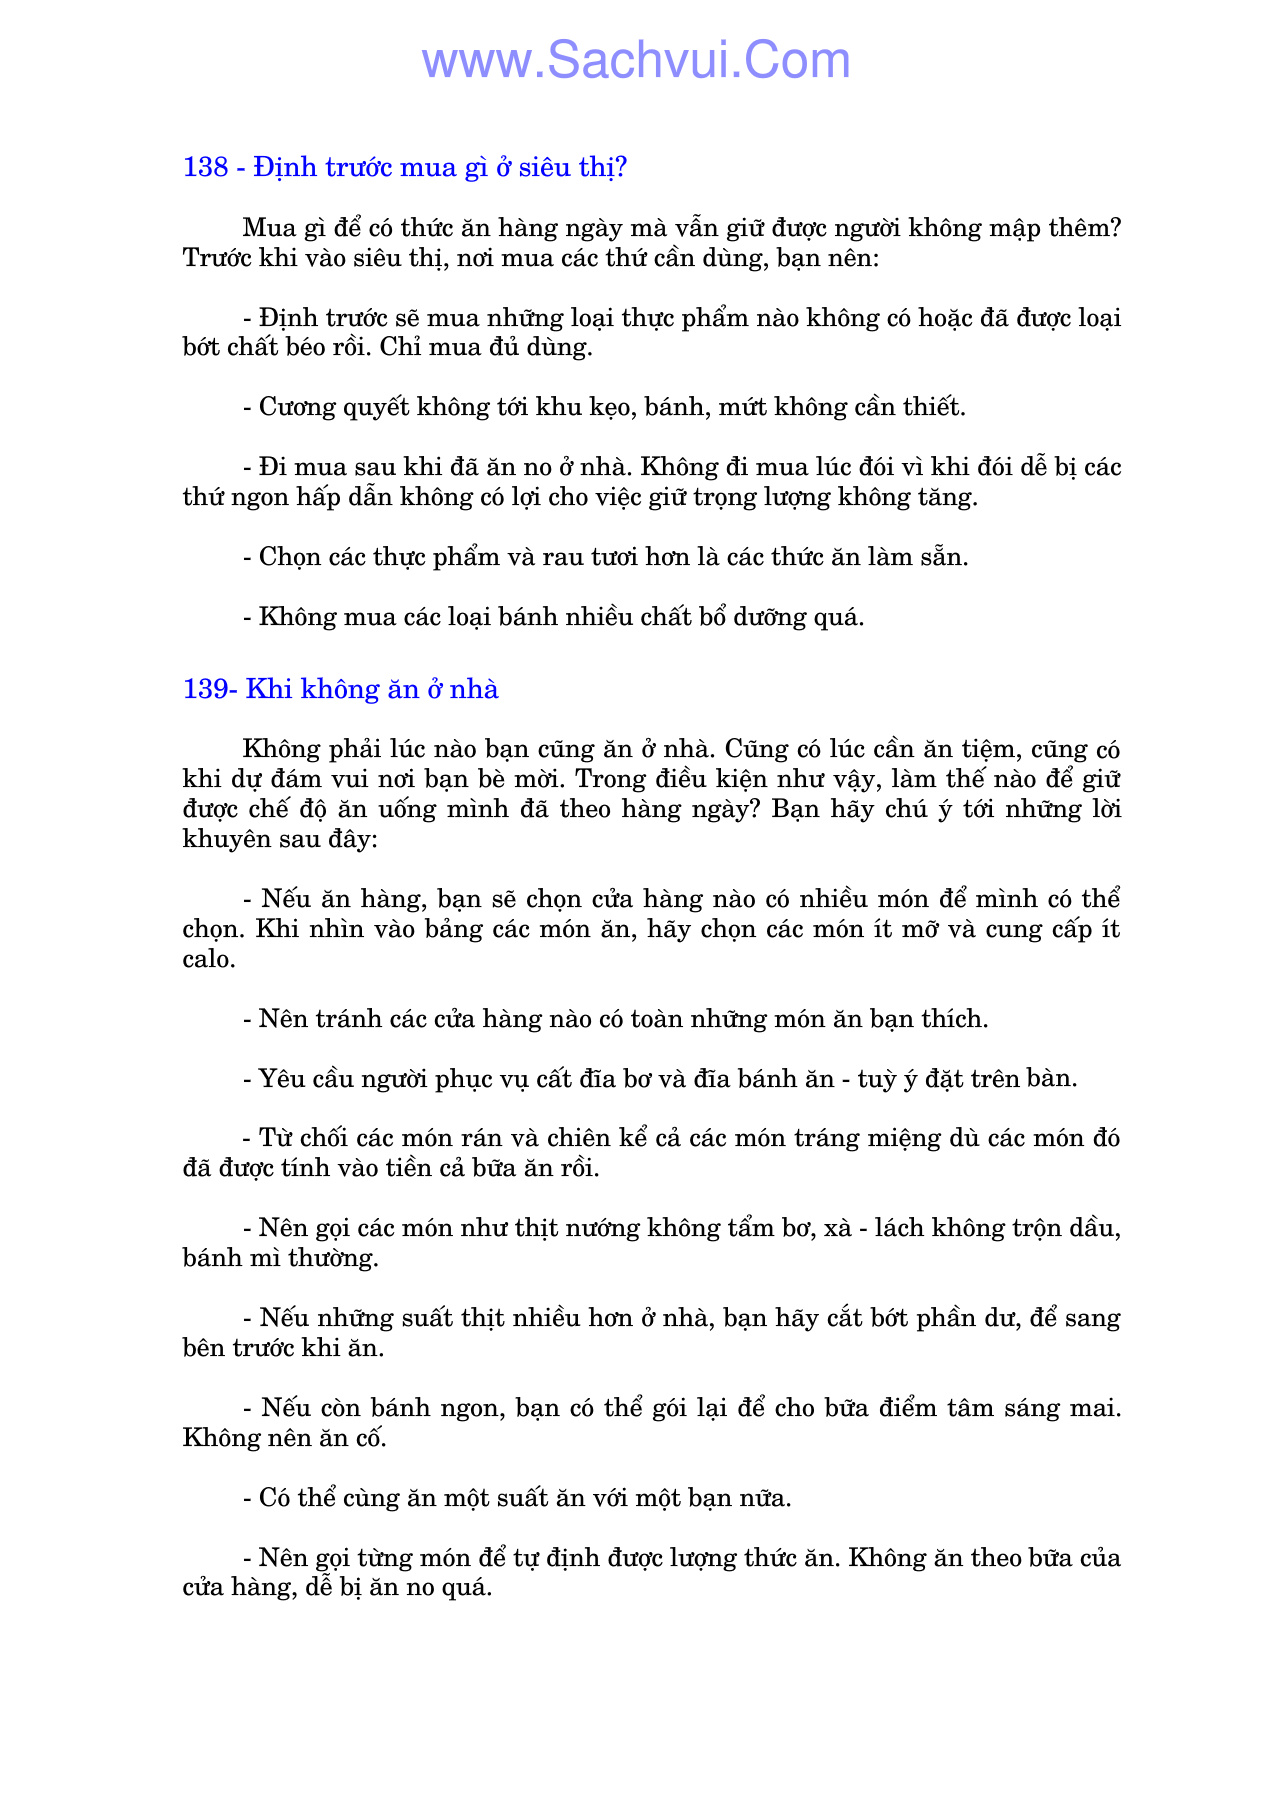 www.Sachvui.Com
138 - Định trước mua gì ở siêu thị?
Mua gì để có thức ăn hàng ngày mà vẫn giữ được người không mập thêm?
Trước khi vào siêu thị, nơi mua các thứ cần dùng, bạn nên:
- Định trước sẽ mua những loại thực phẩm nào không có hoặc đã được loại
bớt chất béo rồi. Chỉ mua đủ dùng.
- Cương quyết không tới khu kẹo, bánh, mứt không cần thiết.
- Đi mua sau khi đã ăn no ở nhà. Không đi mua lúc đói vì khi đói dễ bị các
thứ ngon hấp dẫn không có lợi cho việc giữ trọng lượng không tăng.
- Chọn các thực phẩm và rau tươi hơn là các thức ăn làm sẵn.
- Không mua các loại bánh nhiều chất bổ dưỡng quá.
139- Khi không ăn ở nhà
Không phải lúc nào bạn cũng ăn ở nhà. Cũng có lúc cần ăn tiệm, cũng có
khi dự đám vui nơi bạn bè mời. Trong điều kiện như vậy, làm thế nào để giữ
được chế độ ăn uống mình đã theo hàng ngày? Bạn hãy chú ý tới những lời
khuyên sau đây:
- Nếu ăn hàng, bạn sẽ chọn cửa hàng nào có nhiều món để mình có thể
chọn. Khi nhìn vào bảng các món ăn, hãy chọn các món ít mỡ và cung cấp ít
calo.
- Nên tránh các cửa hàng nào có toàn những món ăn bạn thích.
- Yêu cầu người phục vụ cất đĩa bơ và đĩa bánh ăn - tuỳ ý đặt trên bàn.
- Từ chối các món rán và chiên kể cả các món tráng miệng dù các món đó
đã được tính vào tiền cả bữa ăn rồi.
- Nên gọi các món như thịt nướng không tẩm bơ, xà - lách không trộn dầu,
bánh mì thường.
- Nếu những suất thịt nhiều hơn ở nhà, bạn hãy cắt bớt phần dư, để sang
bên trước khi ăn.
- Nếu còn bánh ngon, bạn có thể gói lại để cho bữa điểm tâm sáng mai.
Không nên ăn cố.
- Có thể cùng ăn một suất ăn với một bạn nữa.
- Nên gọi từng món để tự định được lượng thức ăn. Không ăn theo bữa của
cửa hàng, dễ bị ăn no quá.